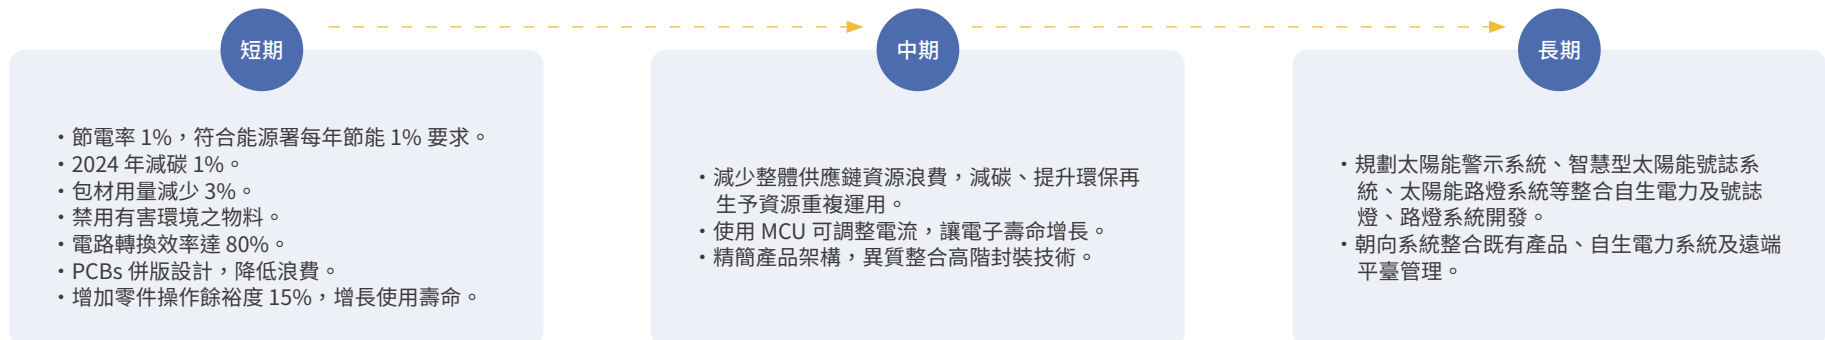 短期
・節電率 1%，符合能源署每年節能 1% 要求。
・2024 年減碳 1%。
・包材用量減少 3%。
・禁用有害環境之物料。
・電路轉換效率達 80%。
・PCBs 併版設計，降低浪費。
・增加零件操作餘裕度 15%，增長使用壽命。
中期
・減少整體供應鏈資源浪費，減碳、提升環保再
生予資源重複運用。
・使用 MCU 可調整電流，讓電子壽命增長。
・精簡產品架構，異質整合高階封裝技術。
長期
・規劃太陽能警示系統、智慧型太陽能號誌系
統、太陽能路燈系統等整合自生電力及號誌
燈、路燈系統開發。
・朝向系統整合既有產品、自生電力系統及遠端
平臺管理。